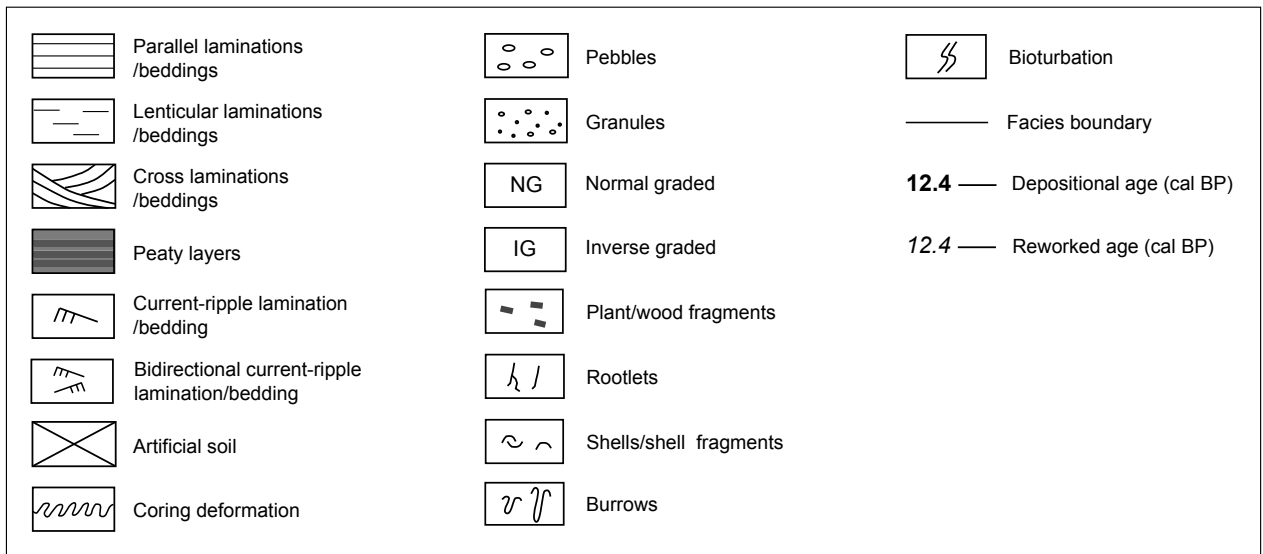 Parallel laminations
/beddings
Lenticular laminations
/beddings
Cross laminations
/beddings
Peaty layers
Current-ripple lamination
/bedding
Bidirectional current-ripple
lamination/bedding
Artificial soil
Coring deformation
Pebbles
Granules
NG Normal graded
IG Inverse graded
Plant/wood fragments
Rootlets
Shells/shell fragments
Burrows
Bioturbation
Facies boundary
12.4 Depositional age (cal BP)
12.4 Reworked age (cal BP)